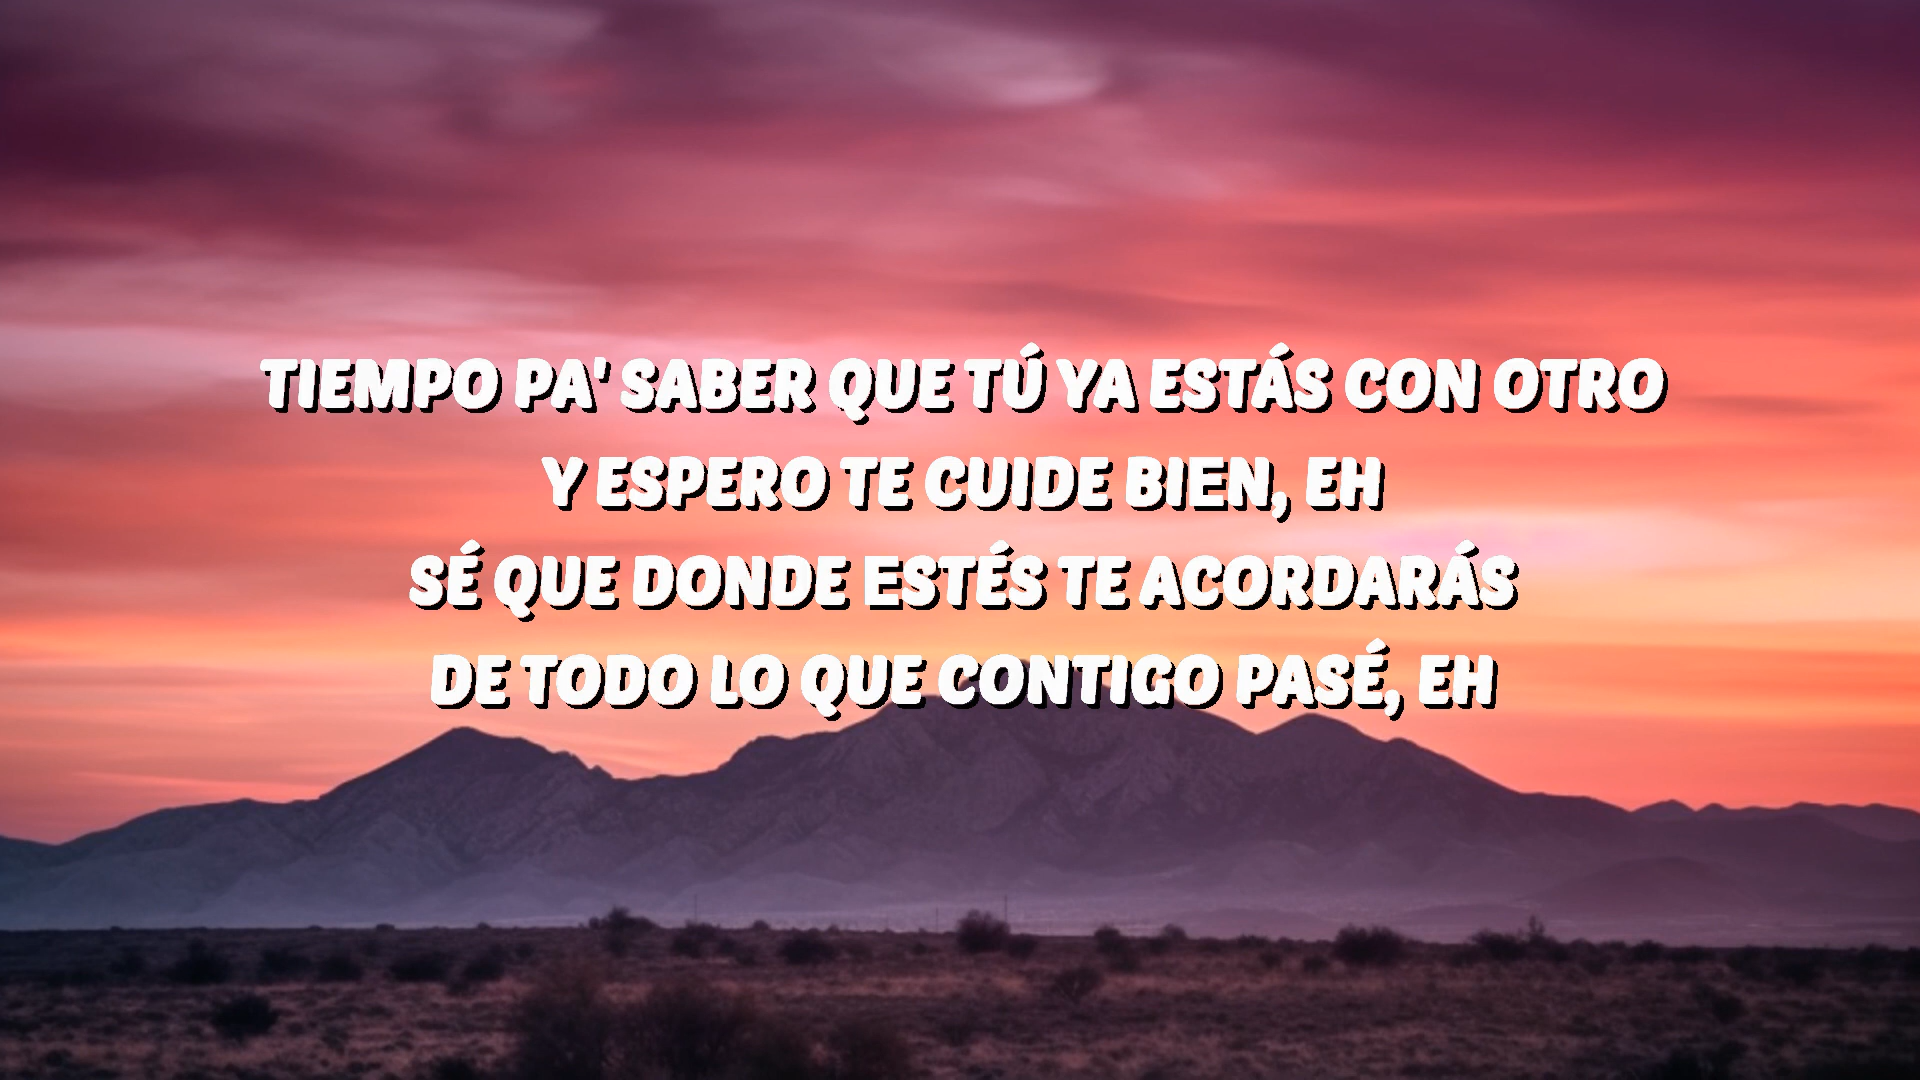 TIEMPO PA' SABER QUE TÚ YA ESTÁS CON OTRO
Y ESPERO TE CUIDE BIEN, EH
SÉ QUE DONDE ESTÉS TE ACORDARÁS
DE TODO LO QUE CONTIGO PASÉ, EH